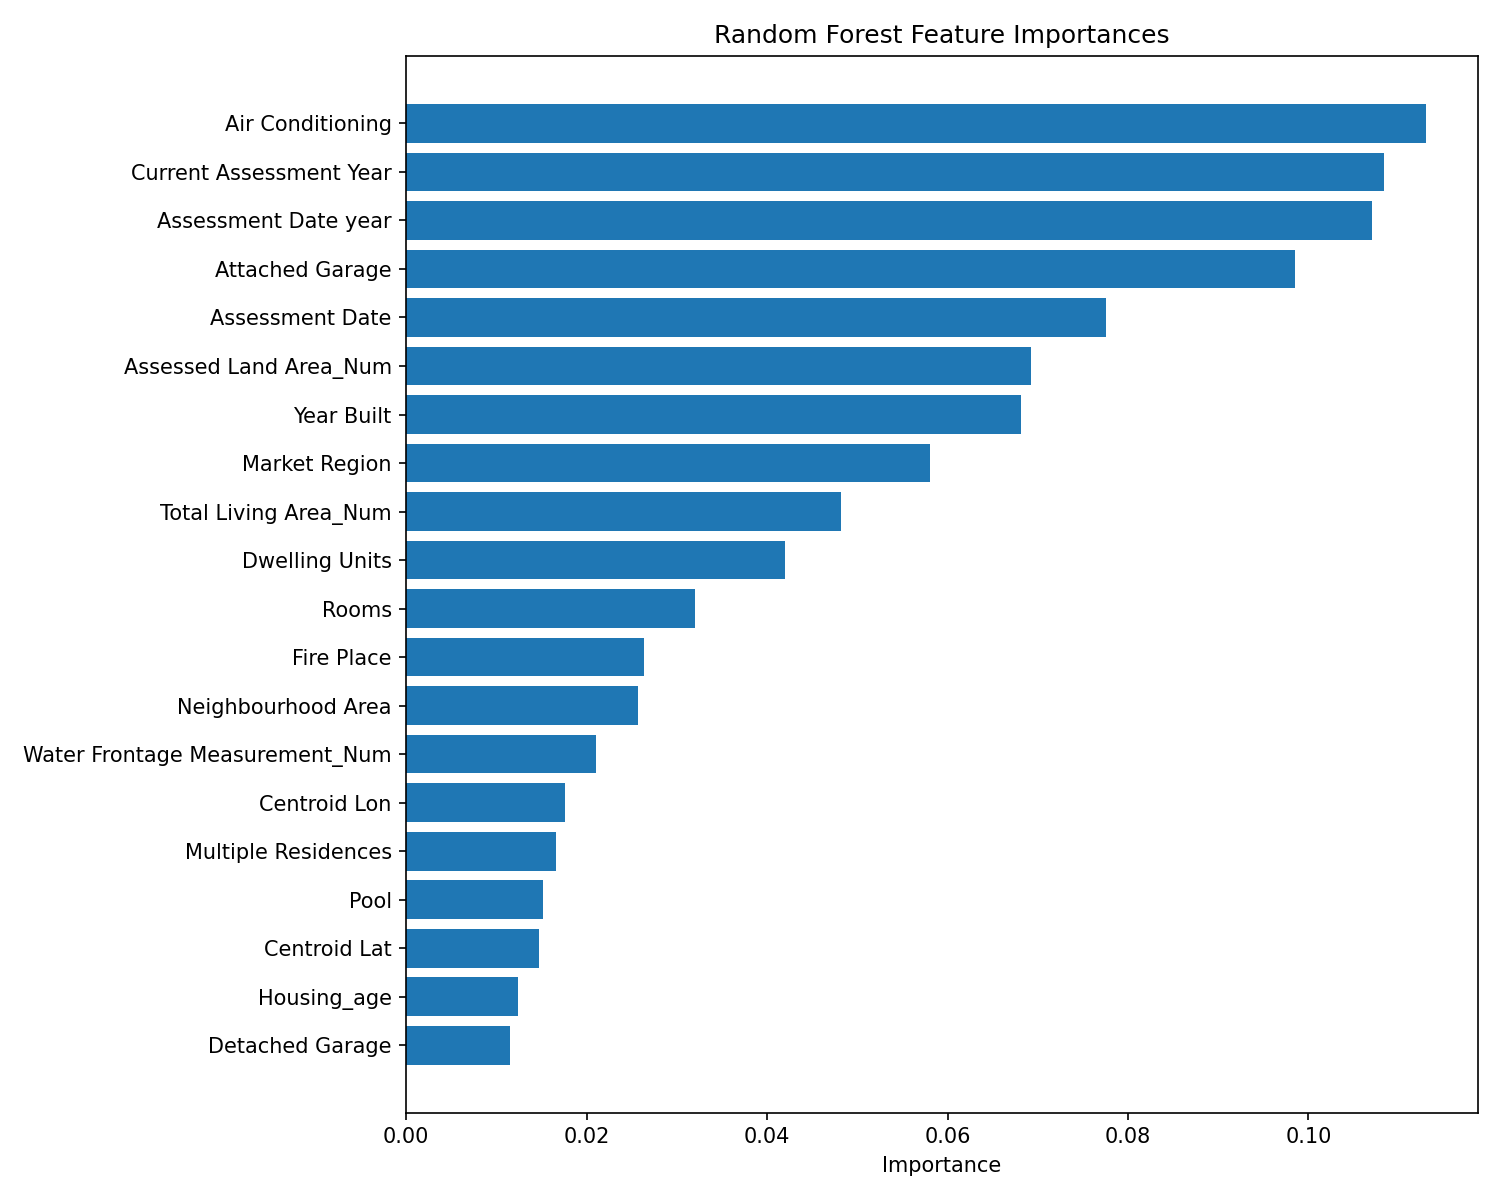 Random Forest Feature Importances
Air Conditioning
Current Assessment Year
Assessment Date year
Attached Garage
Assessment Date
Assessed Land Area_Num
Year Built
Market Region
Total Living Area_Num
Dwelling Units
Rooms
Fire Place
Neighbourhood Area
Water Frontage Measurement_Num
Centroid Lon
Multiple Residences
Pool
Centroid Lat
Housing_age
Detached Garage
0.00 0.02 0.04 0.06 0.08 0.10
Importance